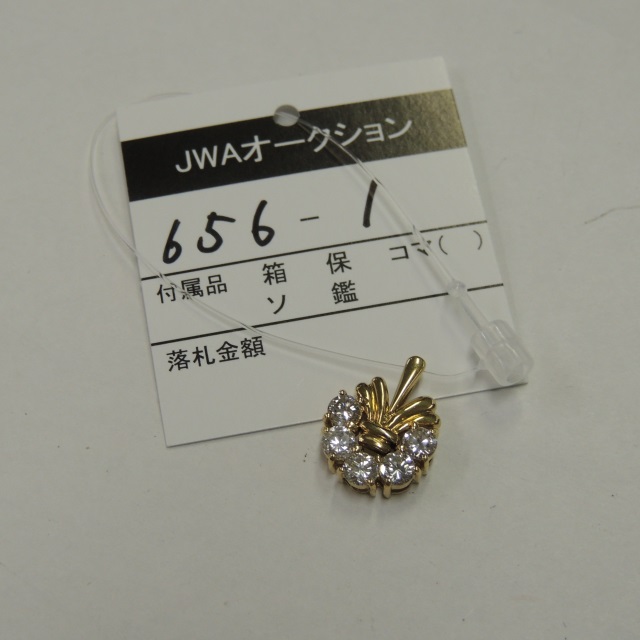 JWAオークション
656-1
付属品 箱 保 コマ( )
ソ 鑑
落札金額